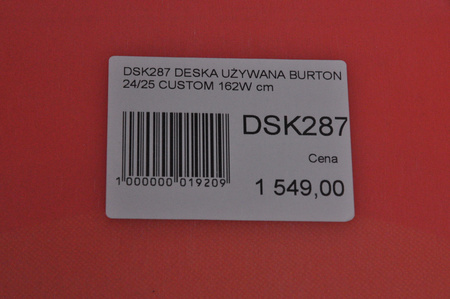 DSK287 DESKA UŻYWANA BURTON
24/25 CUSTOM 162W cm
DSK287
Cena
1 000000 019209
1 549,00